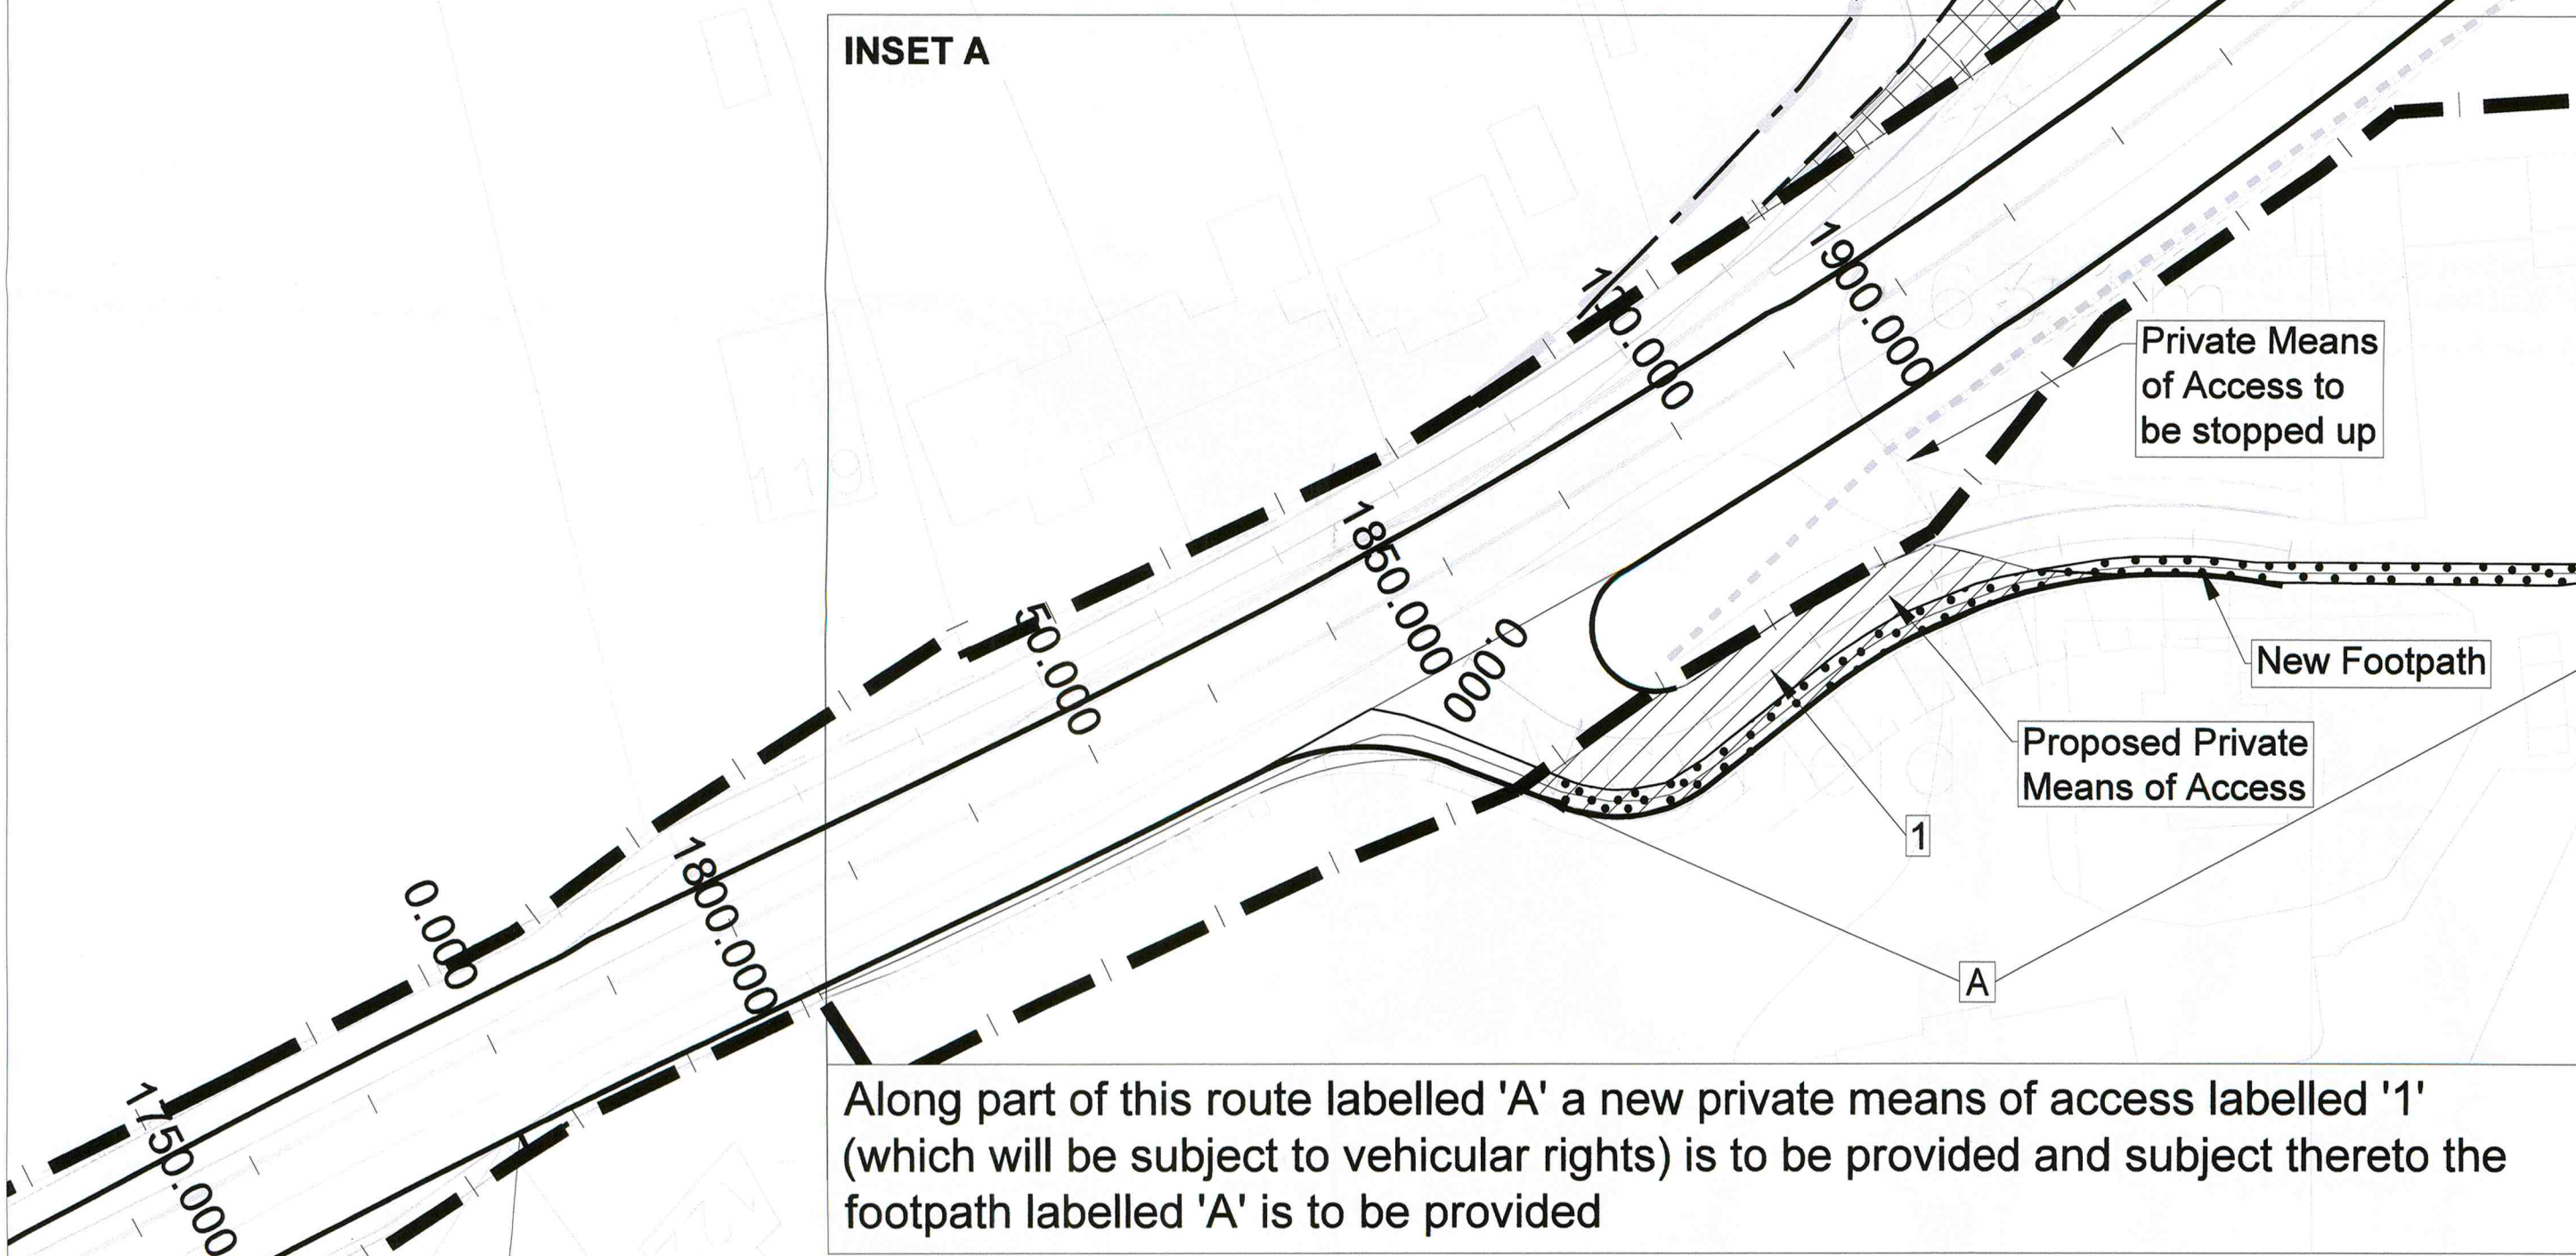 INSET A
1900.000
Private Means
of Access to
be stopped up
1850.000
50.000
0.000
New Footpath
Proposed Private
Means of Access
1
119
1800.000
0.000
A
1750.000
Along part of this route labelled 'A' a new private means of access labelled '1'
(which will be subject to vehicular rights) is to be provided and subject thereto the
footpath labelled 'A' is to be provided